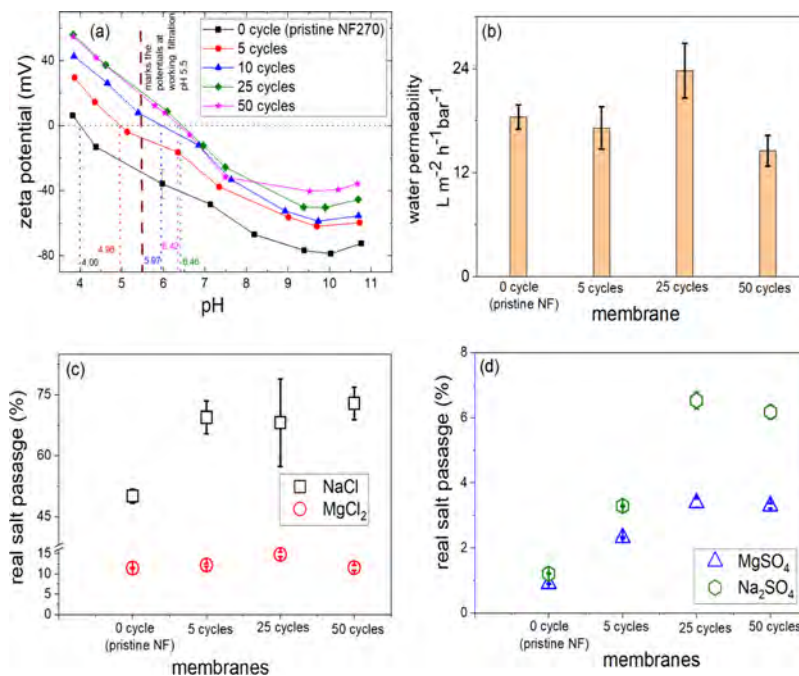 (a)
marks the
potentials at
working filtration
pH 5.5
0 cycle (pristine NF270)
5 cycles
10 cycles
25 cycles
50 cycles
zeta potential (mV)
40
0
-40
-80
4.00
4.96
5.97
6.42
6.46
4 5 6 7 8 9 10 11
pH
(b)
water permeability
L m⁻² h⁻¹bar⁻¹
24
12
0
0 cycle
(pristine NF)
5 cycles
25 cycles
50 cycles
membrane
(c)
real salt pasasge (%)
75
60
45
15
10
5
0
NaCl
MgCl₂
0 cycle
(pristine NF)
5 cycles
25 cycles
50 cycles
membranes
(d)
real salt pasasge (%)
8
6
4
2
0
MgSO₄
Na₂SO₄
0 cycle
(pristine NF)
5 cycles
25 cycles
50 cycles
membranes